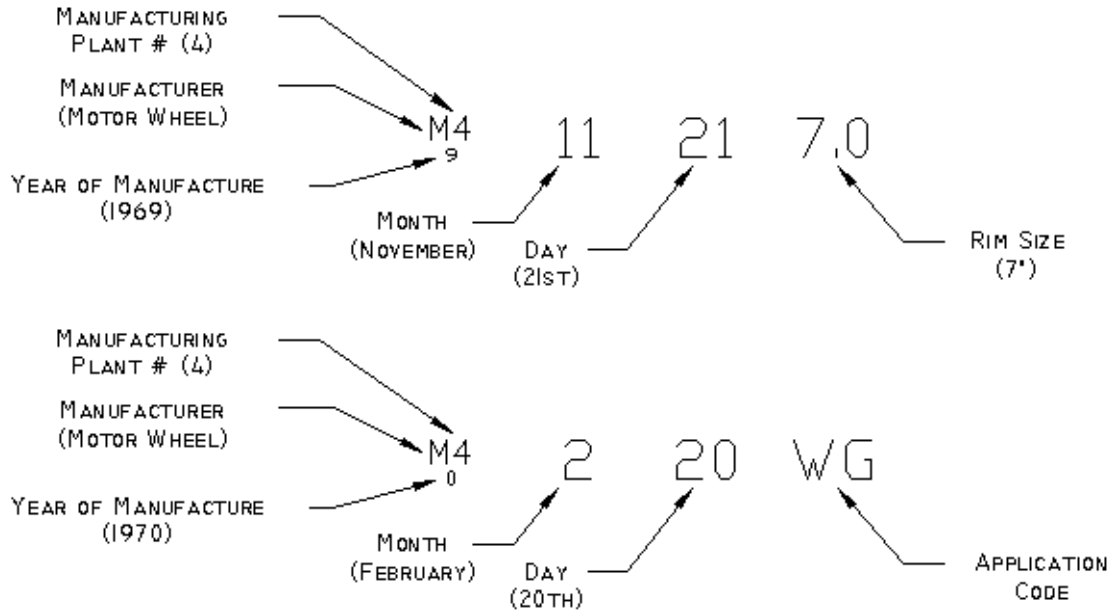 MANUFACTURING
PLANT # (4)
MANUFACTURER
(MOTOR WHEEL)
M4 11 21 7.0
9
YEAR OF MANUFACTURE
(1969)
MONTH
(NOVEMBER)
DAY
(21ST)
RIM SIZE
(7")
MANUFACTURING
PLANT # (4)
MANUFACTURER
(MOTOR WHEEL)
M4 2 20 WG
0
YEAR OF MANUFACTURE
(1970)
MONTH
(FEBRUARY)
DAY
(20TH)
APPLICATION
CODE